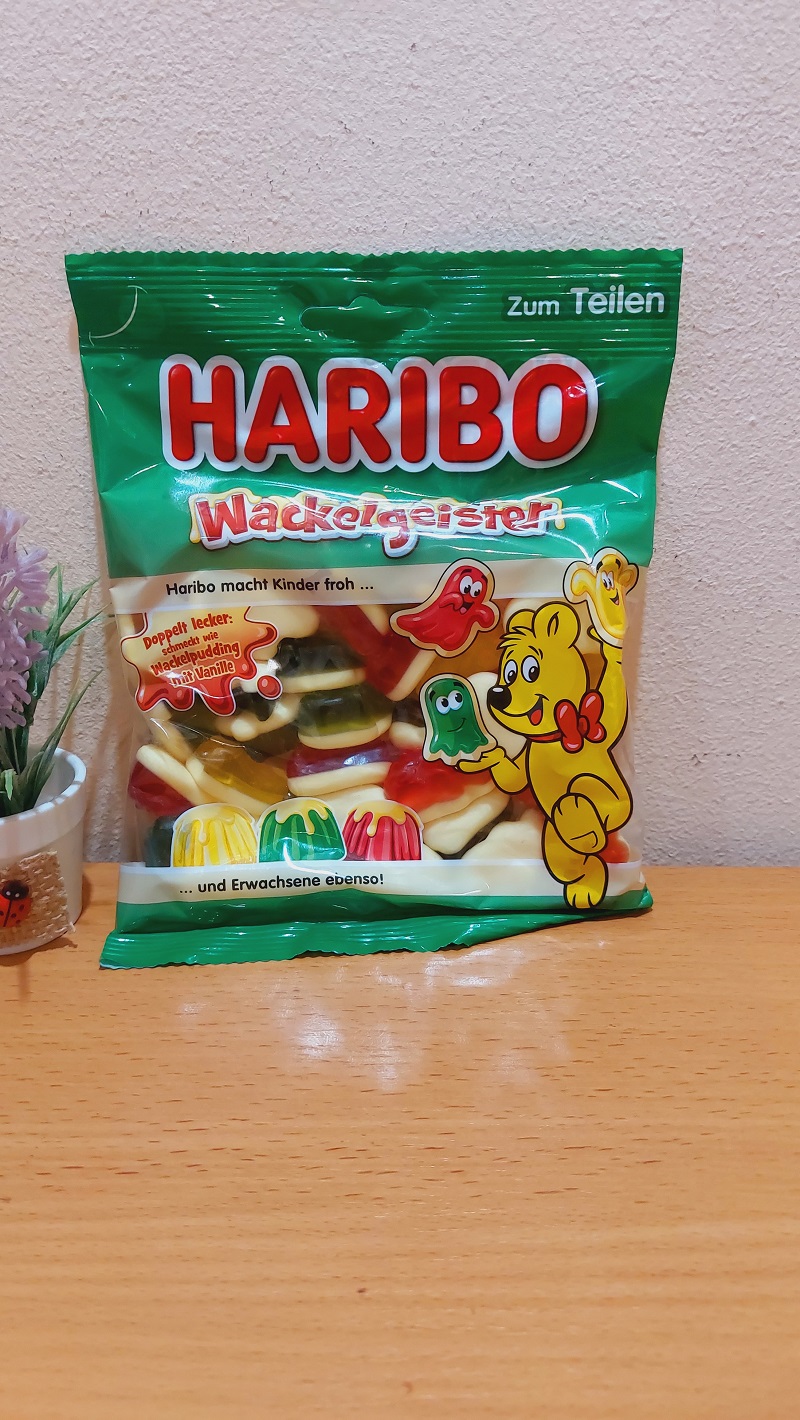 Zum Teilen
HARIBO
Wackelgeister
Haribo macht Kinder froh ...
Doppelt lecker:
schmeckt wie
Wackelpudding
mit Vanille
... und Erwachsene ebenso!